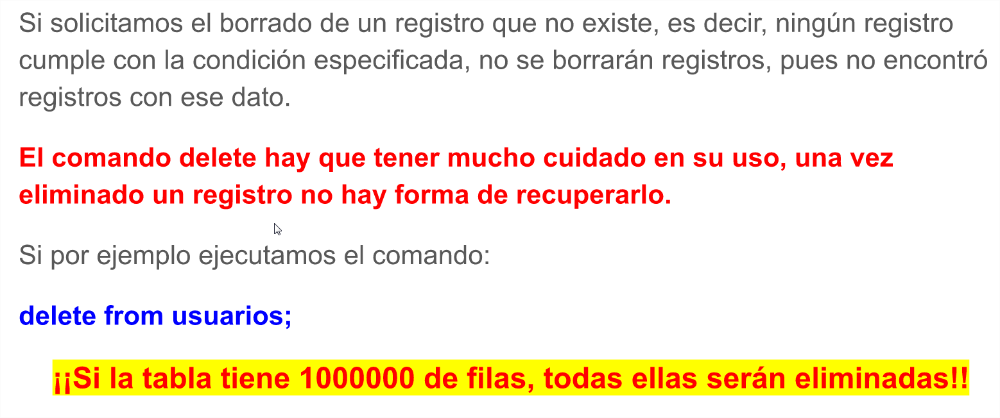 Si solicitamos el borrado de un registro que no existe, es decir, ningún registro
cumple con la condición especificada, no se borrarán registros, pues no encontró
registros con ese dato.
El comando delete hay que tener mucho cuidado en su uso, una vez
eliminado un registro no hay forma de recuperarlo.
Si por ejemplo ejecutamos el comando:
delete from usuarios;
¡¡Si la tabla tiene 1000000 de filas, todas ellas serán eliminadas!!